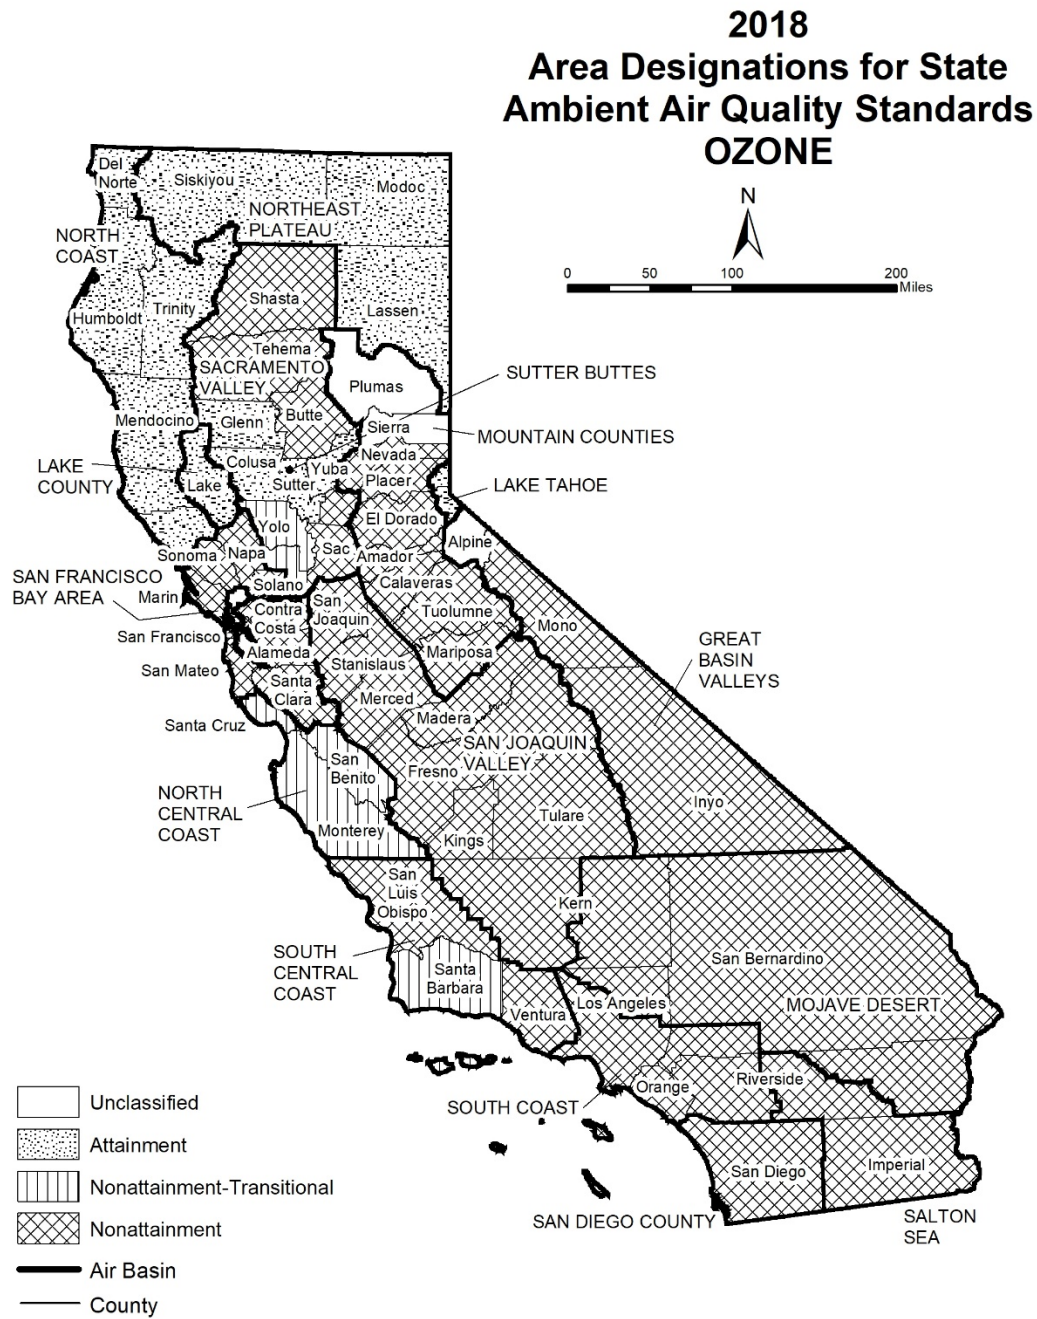 2018
Area Designations for State
Ambient Air Quality Standards
OZONE
N
0 50 100 200
Miles
Del
Norte
Siskiyou
Modoc
NORTHEAST
PLATEAU
NORTH
COAST
Shasta
Trinity
Humboldt
Lassen
Tehema
SACRAMENTO
VALLEY
Plumas
SUTTER BUTTES
Butte
Mendocino
Glenn
Sierra
MOUNTAIN COUNTIES
Nevada
LAKE
COUNTY
Colusa
Yuba
Lake
Sutter
Placer
LAKE TAHOE
Yolo
El Dorado
Sonoma
Napa
Sac
Amador
Alpine
SAN FRANCISCO
BAY AREA
Solano
Calaveras
Marin
Contra
Costa
San
Joaquin
Tuolumne
Mono
San Francisco
Alameda
Mariposa
GREAT
BASIN
VALLEYS
San Mateo
Stanislaus
Santa
Clara
Merced
Santa Cruz
Madera
SAN JOAQUIN
VALLEY
San
Benito
Fresno
NORTH
CENTRAL
COAST
Inyo
Monterey
Tulare
Kings
San
Luis
Obispo
Kern
SOUTH
CENTRAL
COAST
Santa
Barbara
San Bernardino
Ventura
Los Angeles
MOJAVE DESERT
Orange
Riverside
SOUTH COAST
San Diego
Imperial
SAN DIEGO COUNTY
SALTON
SEA
Unclassified
Attainment
Nonattainment-Transitional
Nonattainment
Air Basin
County